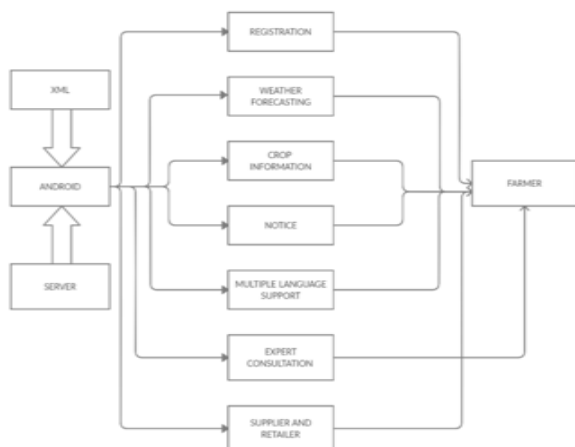 REGISTRATION
XML
WEATHER
FORECASTING
CROP
INFORMATION
ANDROID
FARMER
NOTICE
SERVER
MULTIPLE LANGUAGE
SUPPORT
EXPERT
CONSULTATION
SUPPLIER AND
RETAILER